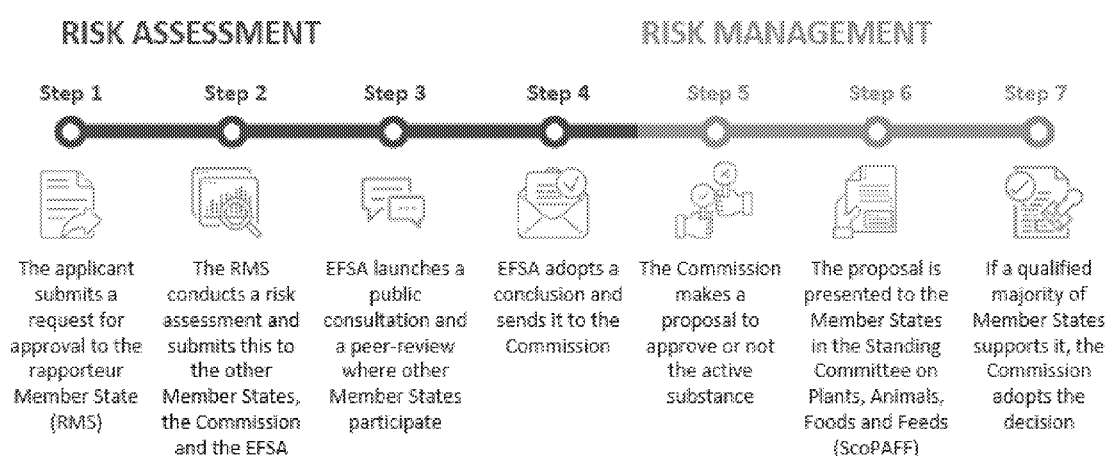 RISK ASSESSMENT
RISK MANAGEMENT
Step 1
Step 2
Step 3
Step 4
Step 5
Step 6
Step 7
The applicant
submits a
request for
approval to the
rapporteur
Member State
(RMS)
The RMS
conducts a risk
assessment and
submits this to
the other
Member States,
the Commission
and the EFSA
EFSA launches a
public
consultation and
a peer-review
where other
Member States
participate
EFSA adopts a
conclusion and
sends it to the
Commission
The Commission
makes a
proposal to
approve or not
the active
substance
The proposal is
presented to the
Member States
in the Standing
Committee on
Plants, Animals,
Foods and Feeds
(ScoPAFF)
If a qualified
majority of
Member States
supports it, the
Commission
adopts the
decision